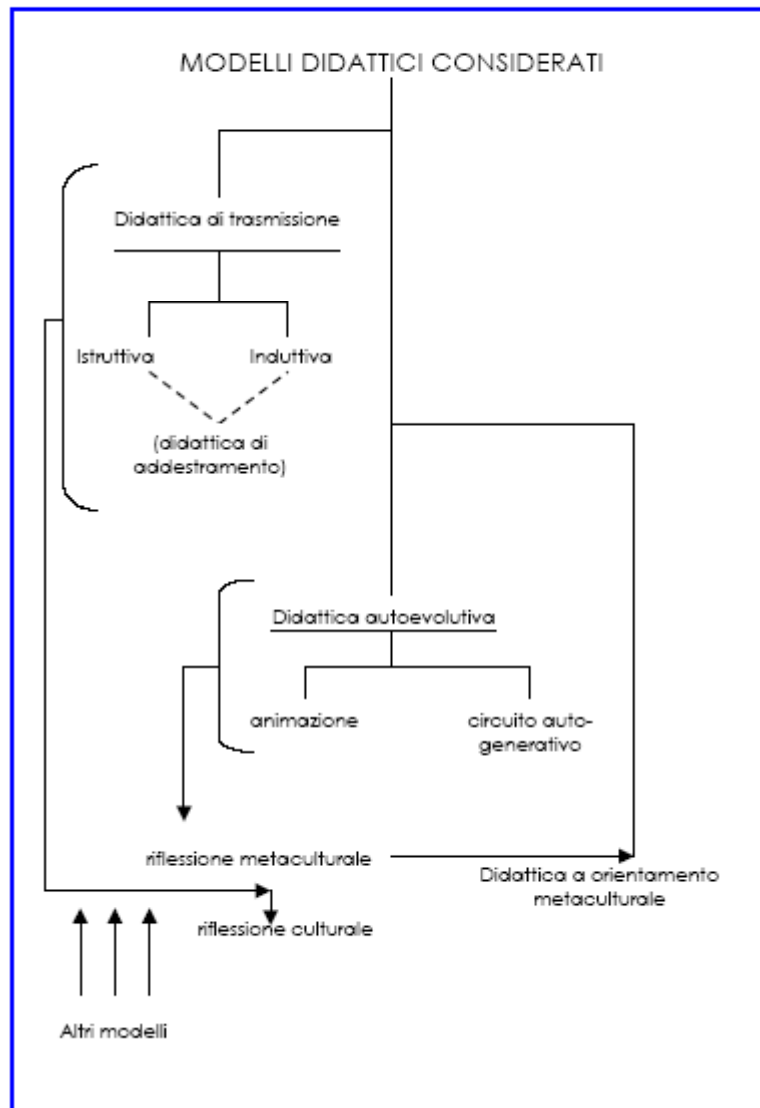 MODELLI DIDATTICI CONSIDERATI
Didattica di trasmissione
Istruttiva
Induttiva
(didattica di
addestramento)
Didattica autoevolutiva
animazione
circuito auto-
generativo
riflessione metaculturale
Didattica a orientamento
metaculturale
riflessione culturale
Altri modelli